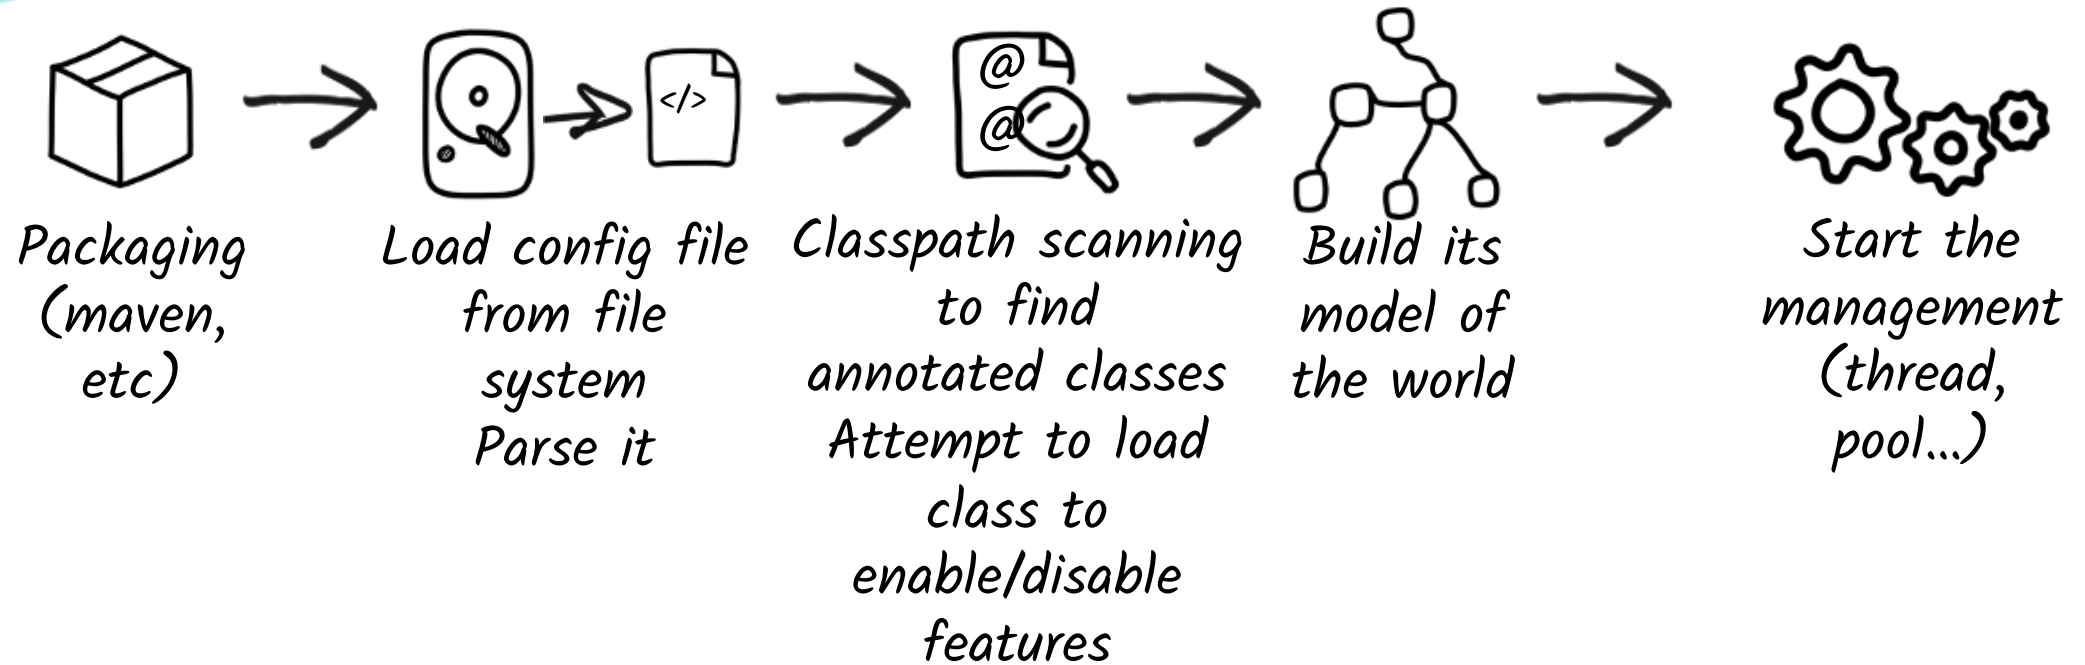 </>
@
@
Packaging
(maven,
etc)
Load config file
from file
system
Parse it
Classpath scanning
to find
annotated classes
Attempt to load
class to
enable/disable
features
Build its
model of
the world
Start the
management
(thread,
pool...)